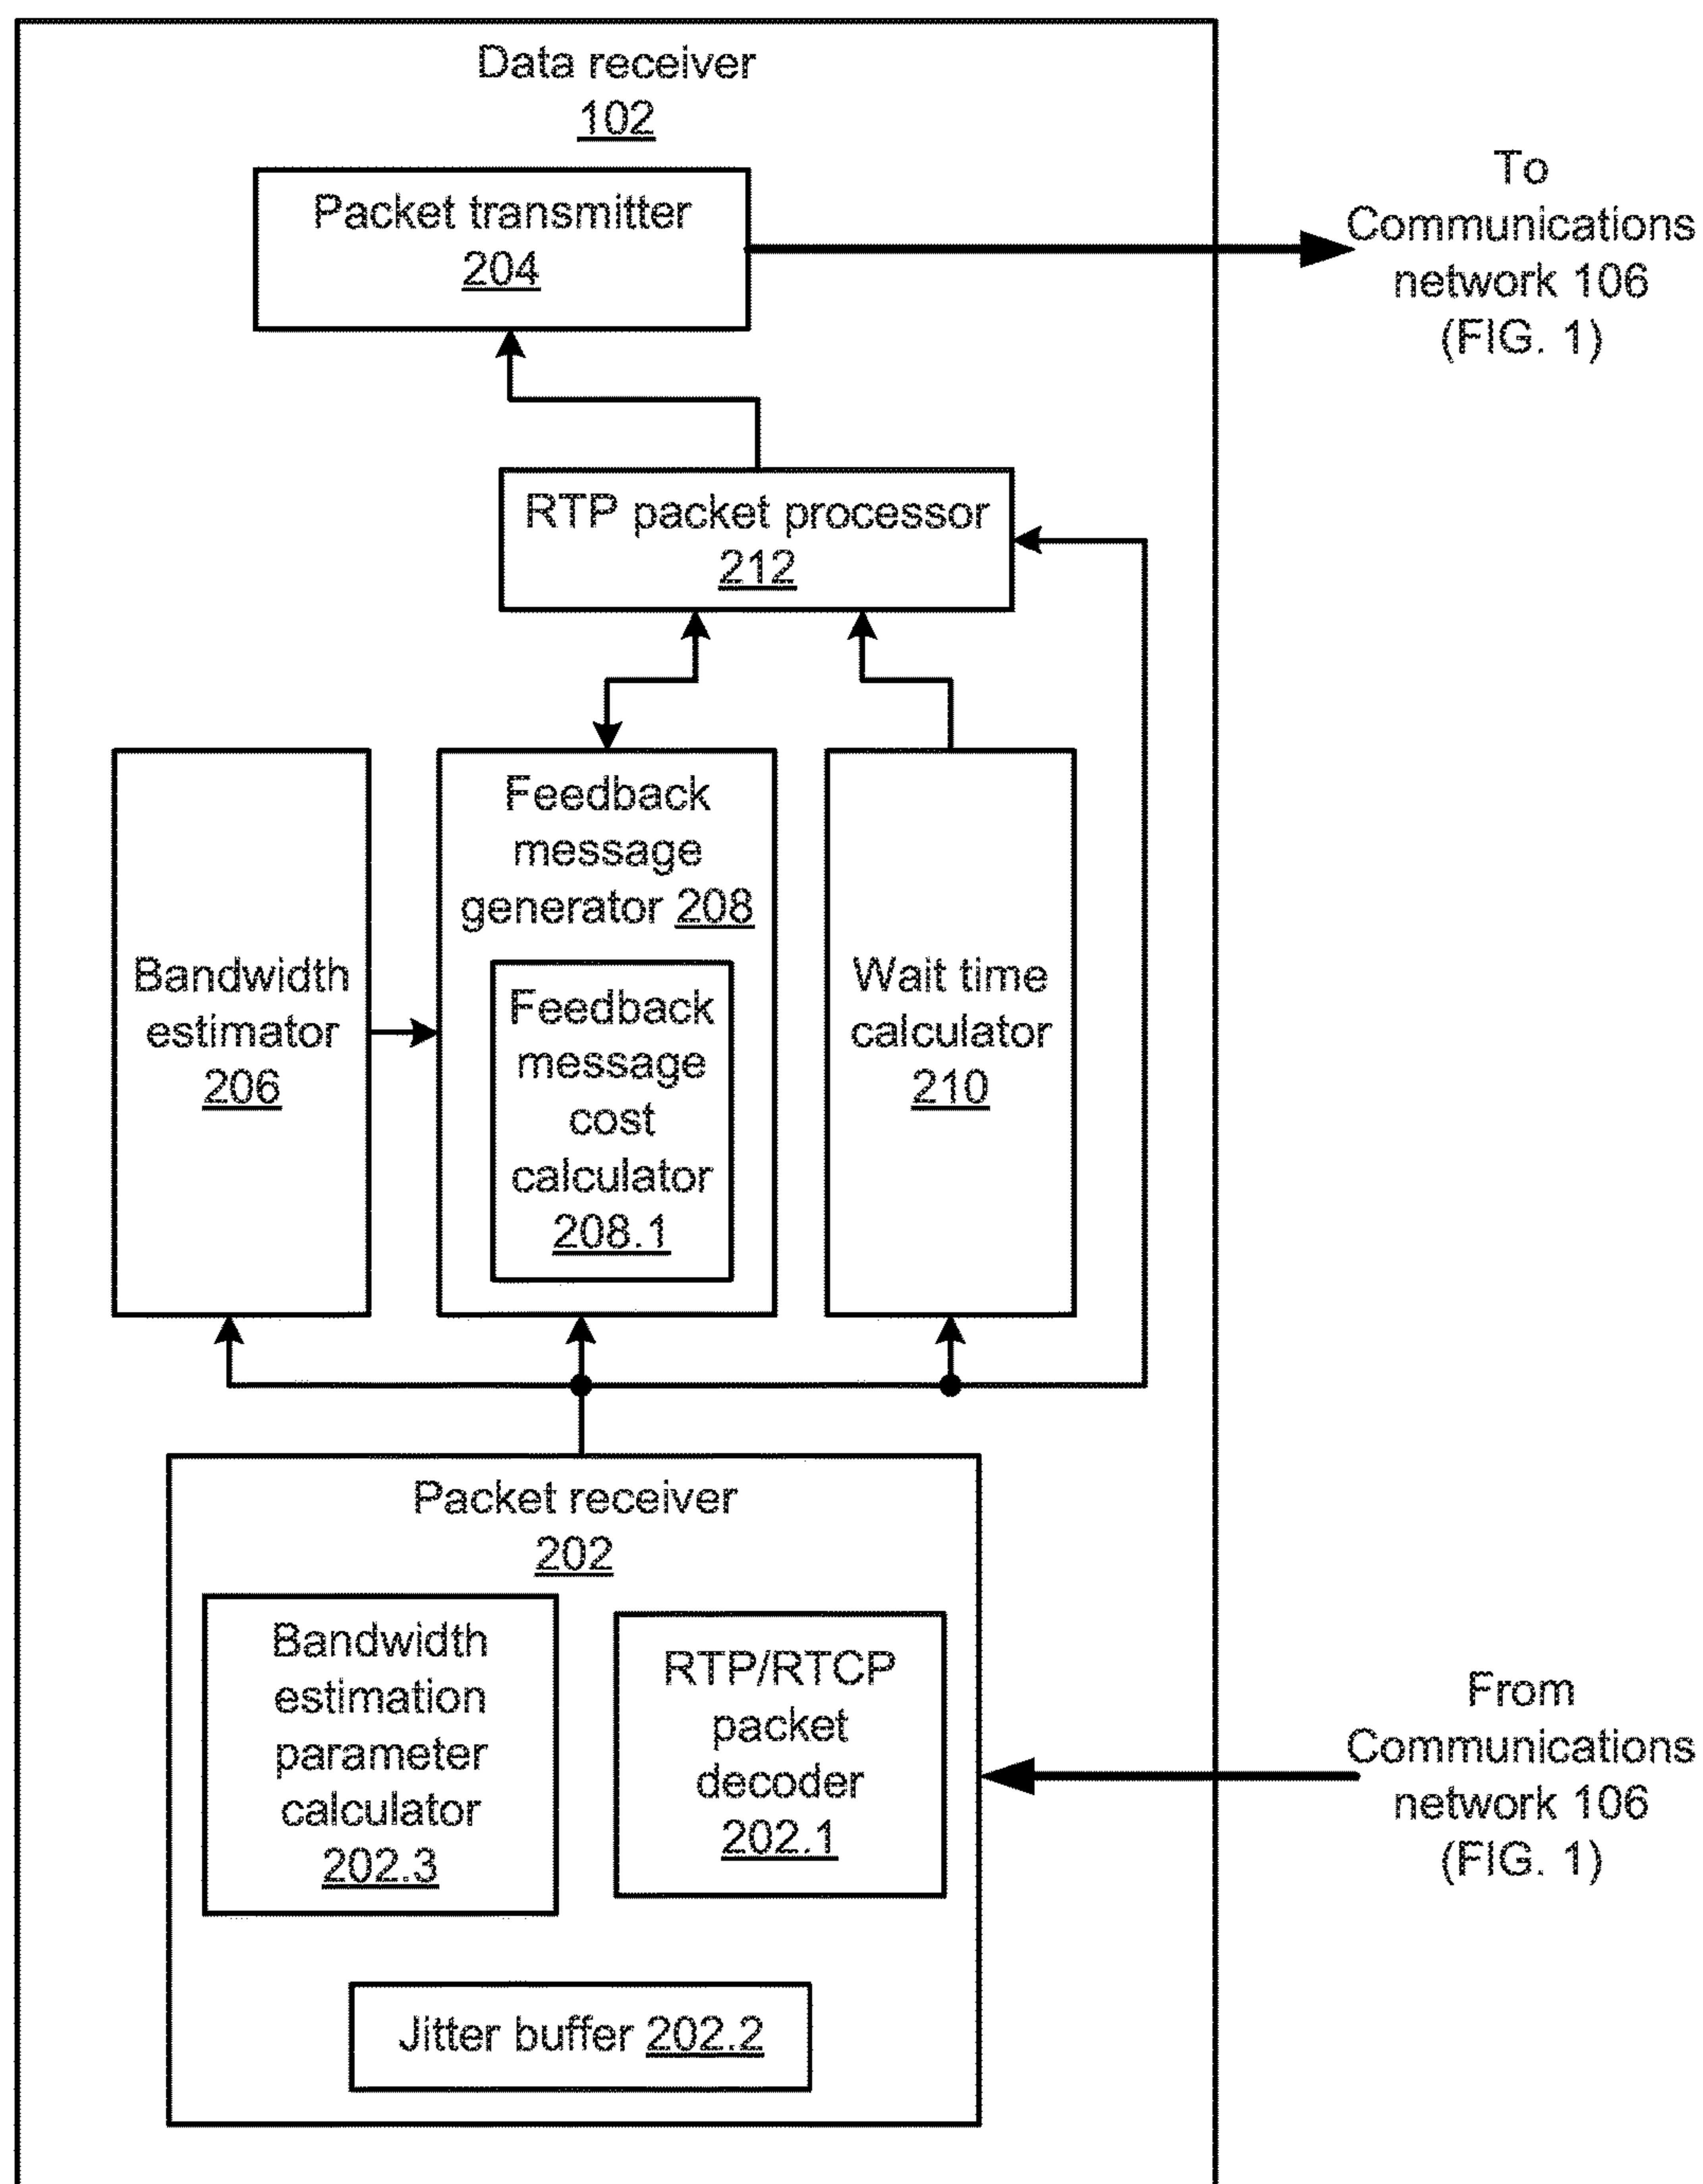 Data receiver
102
Packet transmitter
204
To
Communications
network 106
(FIG. 1)
RTP packet processor
212
Bandwidth
estimator
206
Feedback
message
generator 208
Feedback
message
cost
calculator
208.1
Wait time
calculator
210
Packet receiver
202
Bandwidth
estimation
parameter
calculator
202.3
RTP/RTCP
packet
decoder
202.1
From
Communications
network 106
(FIG. 1)
Jitter buffer 202.2